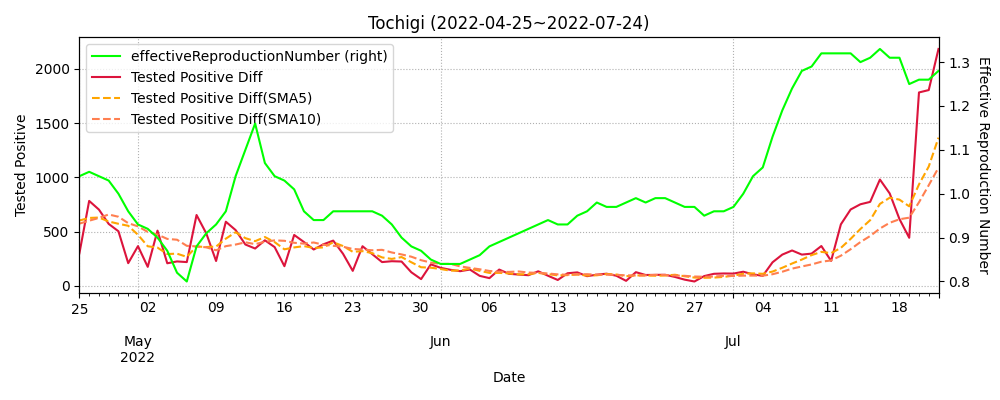 Tochigi (2022-04-25~2022-07-24)
effectiveReproductionNumber (right)
Tested Positive Diff
Tested Positive Diff(SMA5)
Tested Positive Diff(SMA10)
Tested Positive
2000
1500
1000
500
0
Effective Reproduction Number
1.3
1.2
1.1
1.0
0.9
0.8
25 02 09 16 23 30 06 13 20 27 04 11 18
May Jun Jul
2022
Date